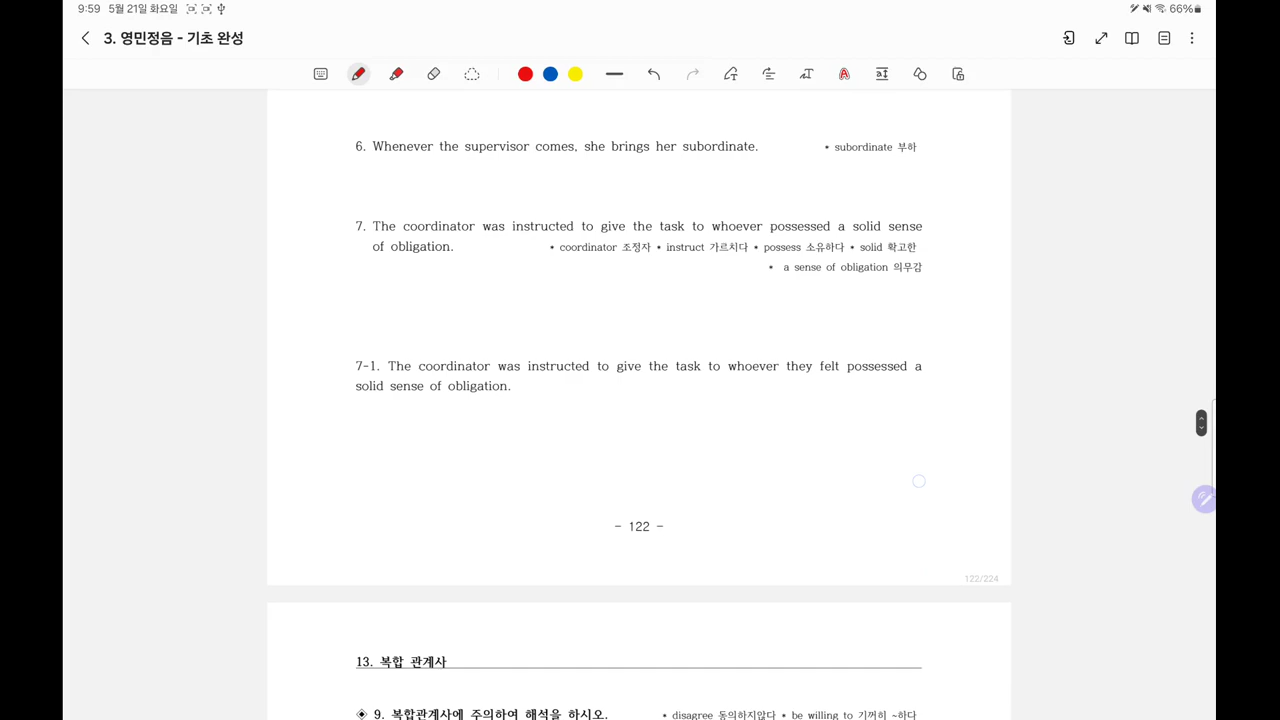 9:59 5월 21일 화요일
66%
3. 영민정음 - 기초 완성
6. Whenever the supervisor comes, she brings her subordinate. • subordinate 부하
7. The coordinator was instructed to give the task to whoever possessed a solid sense
of obligation. • coordinator 조정자 • instruct 가르치다 • possess 소유하다 • solid 확고한
• a sense of obligation 의무감
7-1. The coordinator was instructed to give the task to whoever they felt possessed a
solid sense of obligation.
- 122 -
122/224
13. 복합 관계사
◈ 9. 복합관계사에 주의하여 해석을 하시오. • disagree 동의하지않다 • be willing to 기꺼히 ~하다